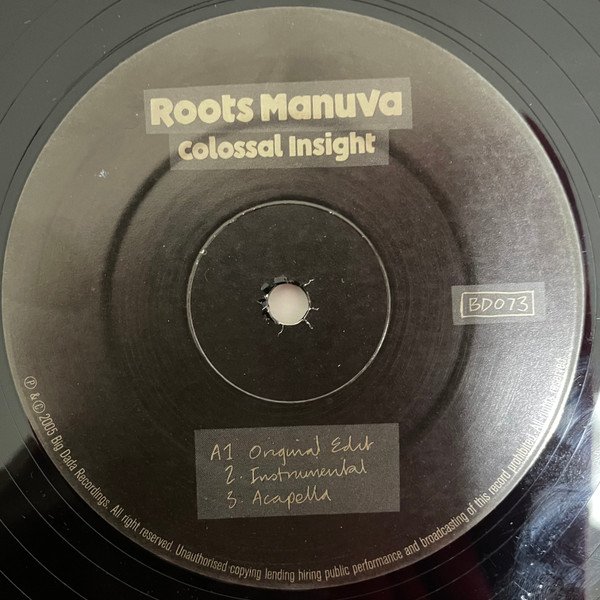 Roots Manuva
Colossal Insight
BD073
A1 Original Edit
2. Instrumental
3. Acapella
℗ & © 2005 Big Dada Recordings. All right reserved. Unauthorised copying lending hiring public performance and broadcasting of this record prohibited.